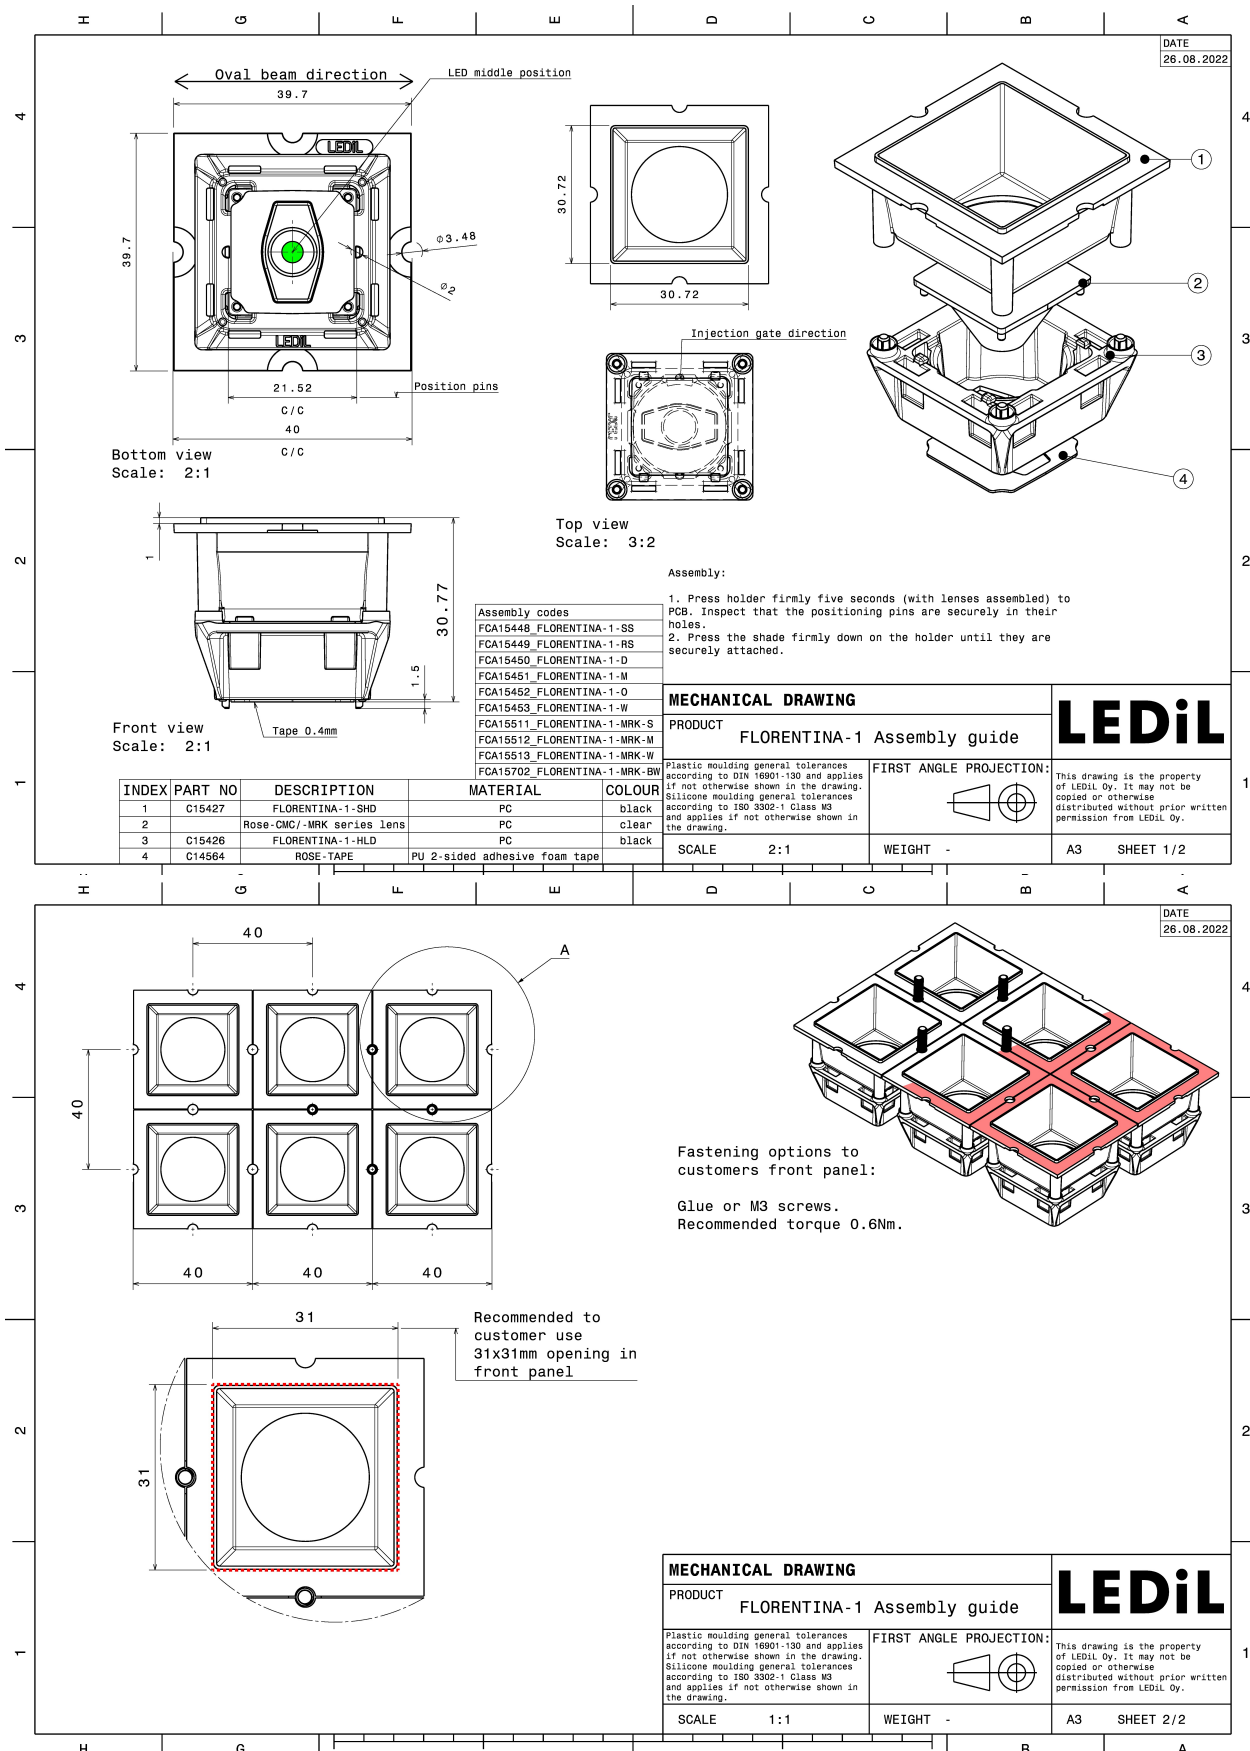 H G F E D C B A
DATE
26.08.2022
Oval beam direction
LED middle position
39.7
4
4
LEDiL
1
30.72
39.7
ø3.48
2
ø2
30.72
3
3
Injection gate direction
LEDiL
3
21.52
Position pins
C/C
40
C/C
Bottom view
Scale: 2:1
4
Top view
Scale: 3:2
1
2
2
Assembly:
1. Press holder firmly five seconds (with lenses assembled) to
PCB. Inspect that the positioning pins are securely in their
holes.
2. Press the shade firmly down on the holder until they are
securely attached.
30.77
1.5
Front view
Scale: 2:1
Tape 0.4mm
Assembly codes
FCA15448_FLORENTINA-1-SS
FCA15449_FLORENTINA-1-RS
FCA15450_FLORENTINA-1-D
FCA15451_FLORENTINA-1-M
FCA15452_FLORENTINA-1-O
FCA15453_FLORENTINA-1-W
FCA15511_FLORENTINA-1-MRK-S
FCA15512_FLORENTINA-1-MRK-M
FCA15513_FLORENTINA-1-MRK-W
FCA15702_FLORENTINA-1-MRK-BW
1
1
INDEX PART NO DESCRIPTION MATERIAL COLOUR
1 C15427 FLORENTINA-1-SHD PC black
2 Rose-CMC/-MRK series lens PC clear
3 C15426 FLORENTINA-1-HLD PC black
4 C14564 ROSE-TAPE PU 2-sided adhesive foam tape
MECHANICAL DRAWING
PRODUCT
FLORENTINA-1 Assembly guide
LEDiL
Plastic moulding general tolerances
according to DIN 16901-130 and applies
if not otherwise shown in the drawing.
Silicone moulding general tolerances
according to ISO 3302-1 Class M3
and applies if not otherwise shown in
the drawing.
FIRST ANGLE PROJECTION:
This drawing is the property
of LEDiL Oy. It may not be
copied or otherwise
distributed without prior written
permission from LEDiL Oy.
SCALE 2:1
WEIGHT -
A3 SHEET 1/2
H G F E D C B A
DATE
26.08.2022
40
A
4
4
40
Fastening options to
customers front panel:
Glue or M3 screws.
Recommended torque 0.6Nm.
3
3
40 40 40
31
Recommended to
customer use
31x31mm opening in
front panel
2
2
31
1
1
MECHANICAL DRAWING
PRODUCT
FLORENTINA-1 Assembly guide
LEDiL
Plastic moulding general tolerances
according to DIN 16901-130 and applies
if not otherwise shown in the drawing.
Silicone moulding general tolerances
according to ISO 3302-1 Class M3
and applies if not otherwise shown in
the drawing.
FIRST ANGLE PROJECTION:
This drawing is the property
of LEDiL Oy. It may not be
copied or otherwise
distributed without prior written
permission from LEDiL Oy.
SCALE 1:1
WEIGHT -
A3 SHEET 2/2
H G B A